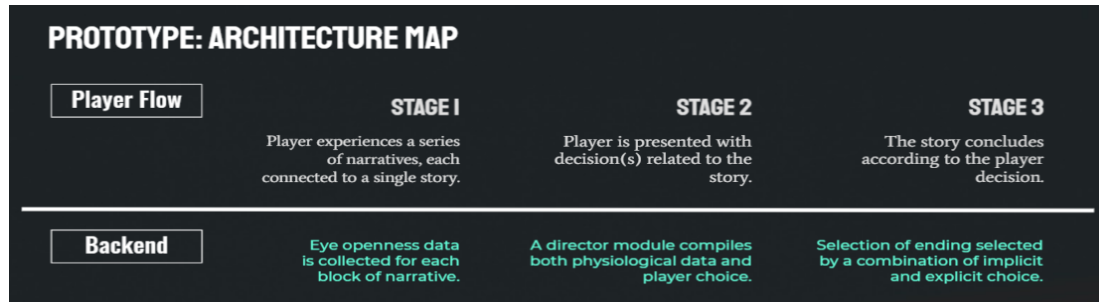 PROTOTYPE: ARCHITECTURE MAP
Player Flow
STAGE 1
Player experiences a series
of narratives, each
connected to a single story.
STAGE 2
Player is presented with
decision(s) related to the
story.
STAGE 3
The story concludes
according to the player
decision.
Backend
Eye openness data
is collected for each
block of narrative.
A director module compiles
both physiological data and
player choice.
Selection of ending selected
by a combination of implicit
and explicit choice.